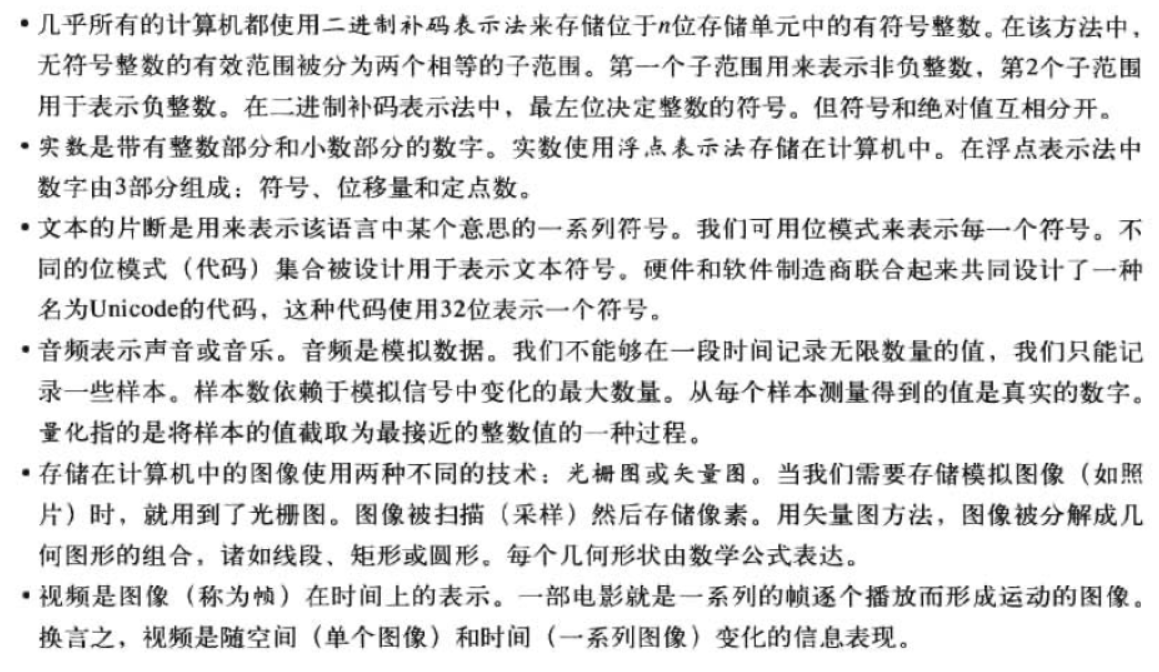 • 几乎所有的计算机都使用二进制补码表示法来存储位于n位存储单元中的有符号整数。在该方法中，
无符号整数的有效范围被分为两个相等的子范围。第一个子范围用来表示非负整数，第2个子范围
用于表示负整数。在二进制补码表示法中，最左位决定整数的符号。但符号和绝对值互相分开。
• 实数是带有整数部分和小数部分的数字。实数使用浮点表示法存储在计算机中。在浮点表示法中
数字由3部分组成：符号、位移量和定点数。
• 文本的片断是用来表示该语言中某个意思的一系列符号。我们可用位模式来表示每一个符号。不
同的位模式（代码）集合被设计用于表示文本符号。硬件和软件制造商联合起来共同设计了一种
名为Unicode的代码，这种代码使用32位表示一个符号。
• 音频表示声音或音乐。音频是模拟数据。我们不能够在一段时间记录无限数量的值，我们只能记
录一些样本。样本数依赖于模拟信号中变化的最大数量。从每个样本测量得到的值是真实的数字。
量化指的是将样本的值截取为最接近的整数值的一种过程。
• 存储在计算机中的图像使用两种不同的技术：光栅图或矢量图。当我们需要存储模拟图像（如照
片）时，就用到了光栅图。图像被扫描（采样）然后存储像素。用矢量图方法，图像被分解成几
何图形的组合，诸如线段、矩形或圆形。每个几何形状由数学公式表达。
• 视频是图像（称为帧）在时间上的表示。一部电影就是一系列的帧逐个播放而形成运动的图像。
换言之，视频是随空间（单个图像）和时间（一系列图像）变化的信息表现。